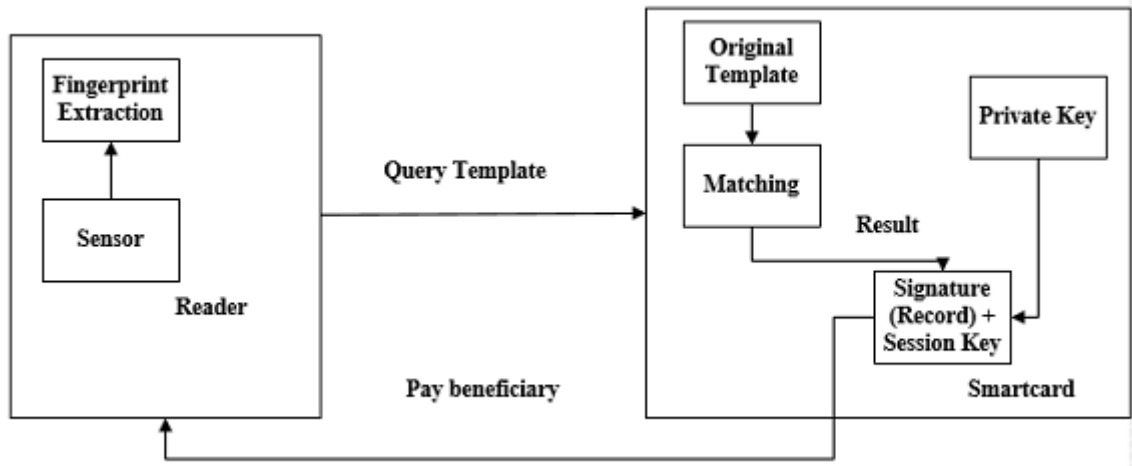 Fingerprint
Extraction
Sensor
Reader
Query Template
Pay beneficiary
Original
Template
Matching
Private Key
Result
Signature
(Record) +
Session Key
Smartcard